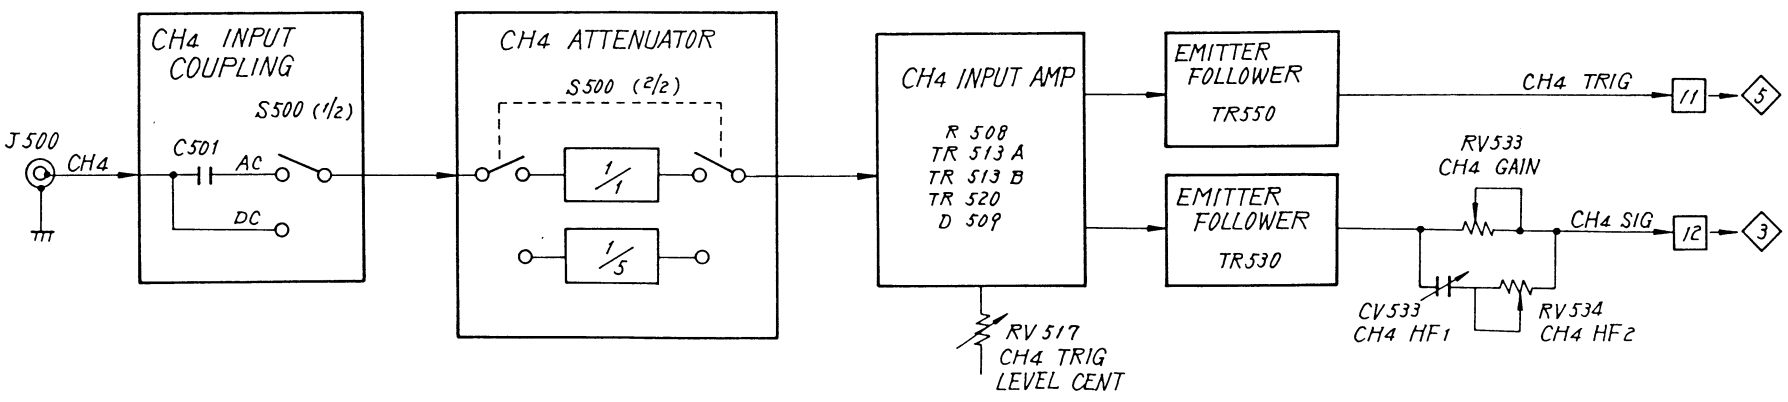 J500
CH4
CH4 INPUT
COUPLING
S500 (1/2)
C501
AC
DC
CH4 ATTENUATOR
S500 (2/2)
1/1
1/5
CH4 INPUT AMP
R 508
TR 513 A
TR 513 B
TR 520
D 509
RV517
CH4 TRIG
LEVEL CENT
EMITTER
FOLLOWER
TR550
CH4 TRIG
11
5
EMITTER
FOLLOWER
TR530
RV533
CH4 GAIN
CH4 SIG
12
3
CV533
CH4 HF1
RV534
CH4 HF2